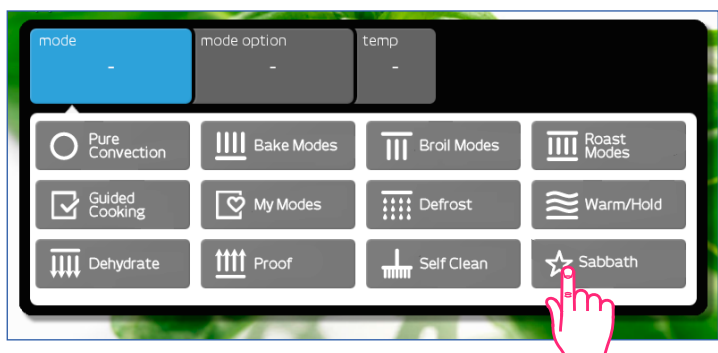 mode
-
mode option
-
temp
-
Pure
Convection
Bake Modes
Broil Modes
Roast
Modes
Guided
Cooking
My Modes
Defrost
Warm/Hold
Dehydrate
Proof
Self Clean
Sabbath